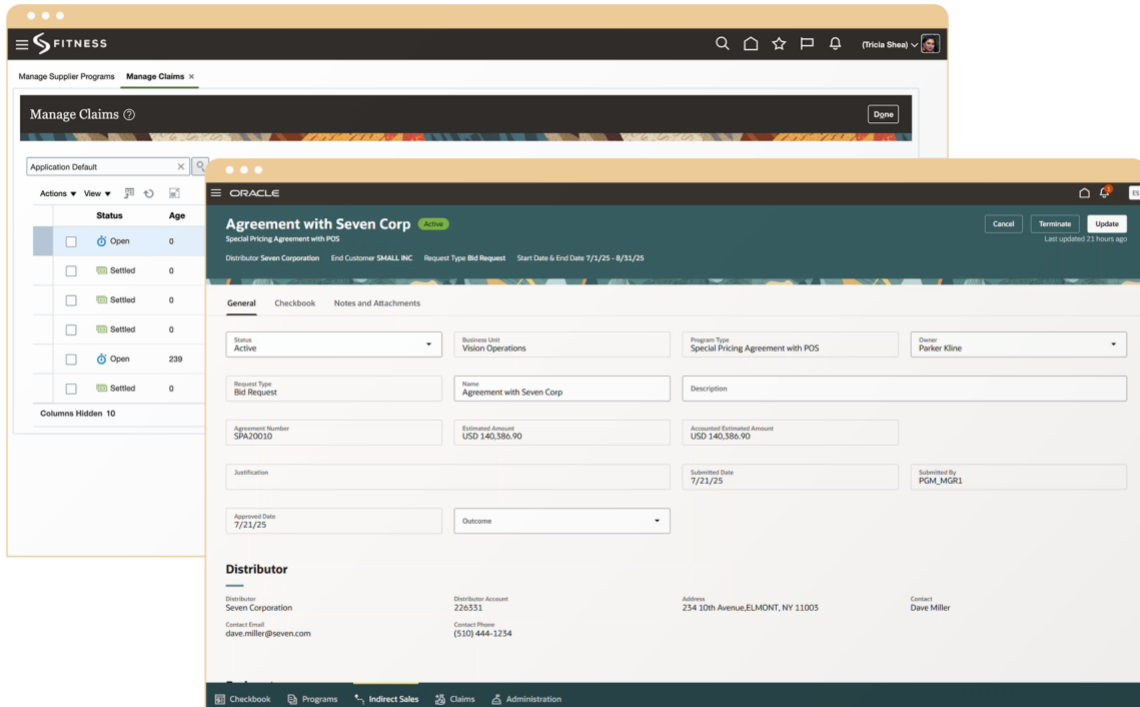 FITNESS
(Tricia Shea)
Manage Supplier Programs Manage Claims ×
Manage Claims ?
Done
Application Default ×
Actions View
Status Age
Open 0
Settled 0
Settled 0
Settled 0
Open 239
Settled 0
Columns Hidden 10
ORACLE
Agreement with Seven Corp Active
Cancel Terminate Update
Special Pricing Agreement with POS
Last updated 21 hours ago
Distributor Seven Corporation End Customer SMALL INC Request Type Bid Request Start Date & End Date 7/1/25 - 8/31/25
General Checkbook Notes and Attachments
Status Business Unit Program Type Owner
Active Vision Operations Special Pricing Agreement with POS Parker Kline
Request Type Name Description
Bid Request Agreement with Seven Corp
Agreement Number Estimated Amount Accounted Estimated Amount
SPA20010 USD 140,386.90 USD 140,386.90
Justification Submitted Date Submitted By
7/21/25 PGM_MGR1
Approved Date Outcome
7/21/25
Distributor
Distributor Distributor Account Address Contact
Seven Corporation 226331 234 10th Avenue,ELMONT, NY 11003 Dave Miller
Contact Email Contact Phone
dave.miller@seven.com (510) 444-1234
Checkbook Programs Indirect Sales Claims Administration